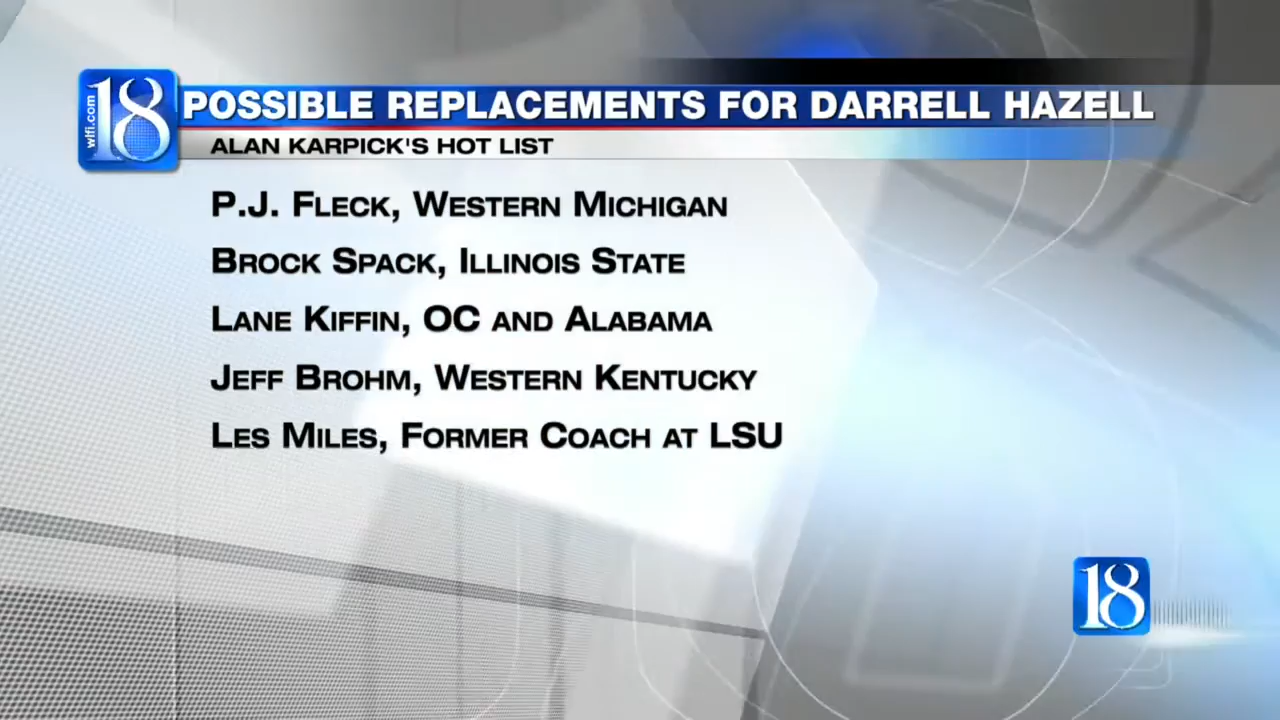 wlfi.com
18
POSSIBLE REPLACEMENTS FOR DARRELL HAZELL
ALAN KARPICK'S HOT LIST
P.J. FLECK, WESTERN MICHIGAN
BROCK SPACK, ILLINOIS STATE
LANE KIFFIN, OC AND ALABAMA
JEFF BROHM, WESTERN KENTUCKY
LES MILES, FORMER COACH AT LSU
18